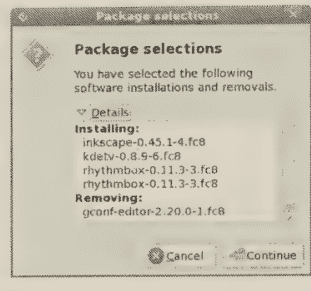 Package selections
Package selections
You have selected the following
software installations and removals.
Details:
Installing:
inkscape-0.45.1-4.fc8
kdetv-0.8.9-6.fc8
rhythmbox-0.11.3-3.fc8
rhythmbox-0.11.3-3.fc8
Removing:
gconf-editor-2.20.0-1.fc8
Cancel
Continue